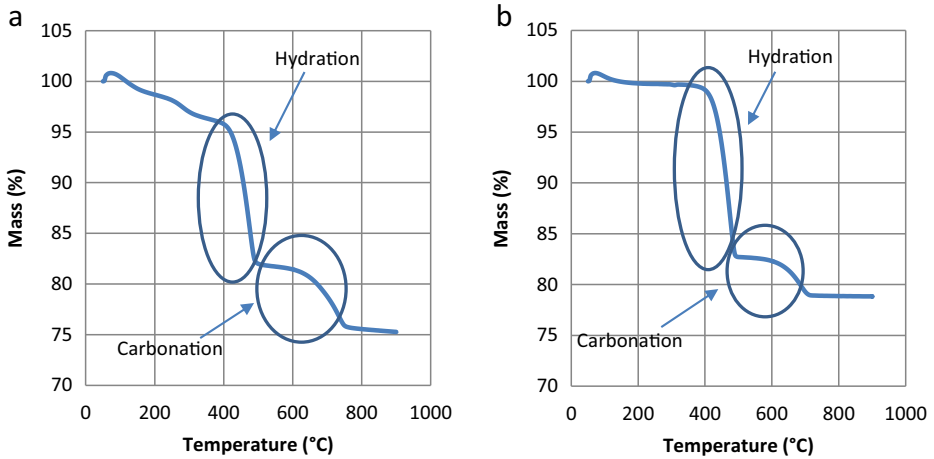 a
105
100
95
90
85
80
75
70
Mass (%)
Hydration
Carbonation
0 200 400 600 800 1000
Temperature (°C)
b
105
100
95
90
85
80
75
70
Mass (%)
Hydration
Carbonation
0 200 400 600 800 1000
Temperature (°C)